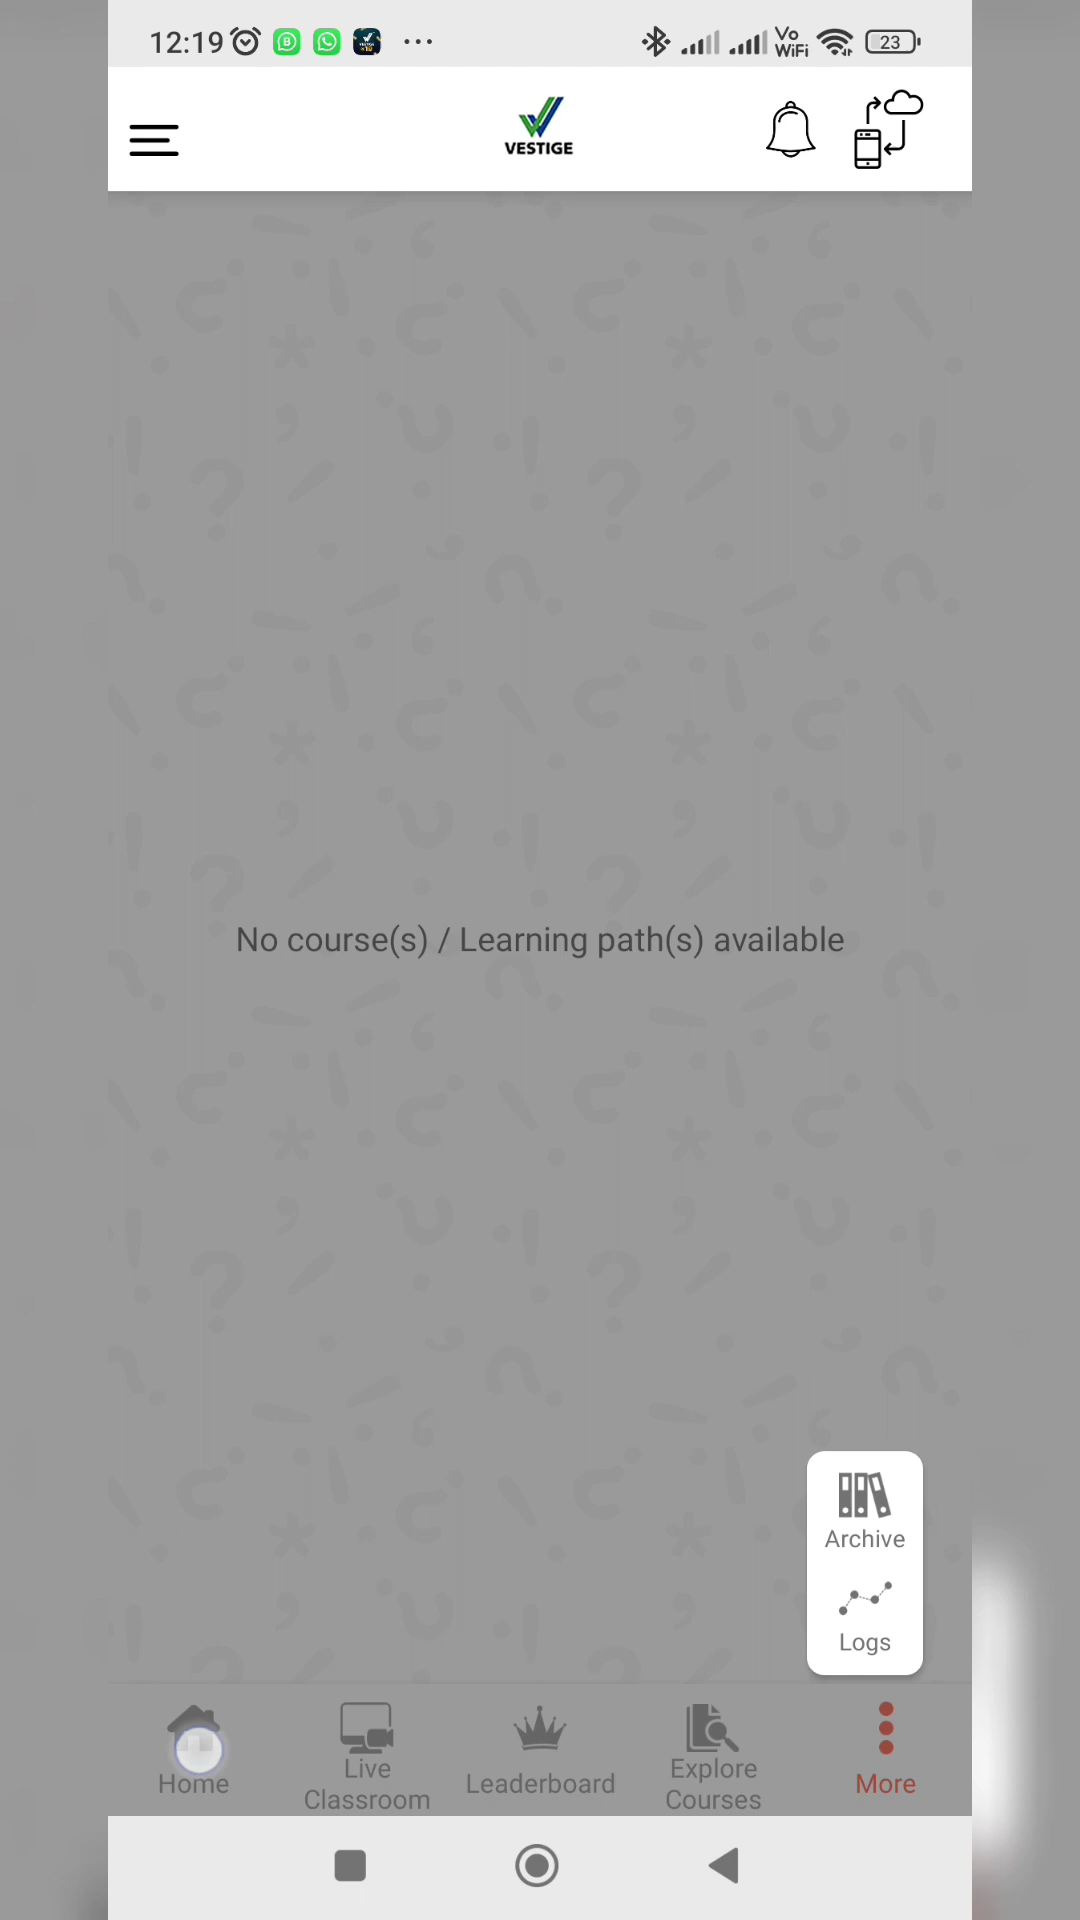 12:19
Vo
WiFi
23
VESTIGE
No course(s) / Learning path(s) available
Archive
Logs
Home
Live
Classroom
Leaderboard
Explore
Courses
More